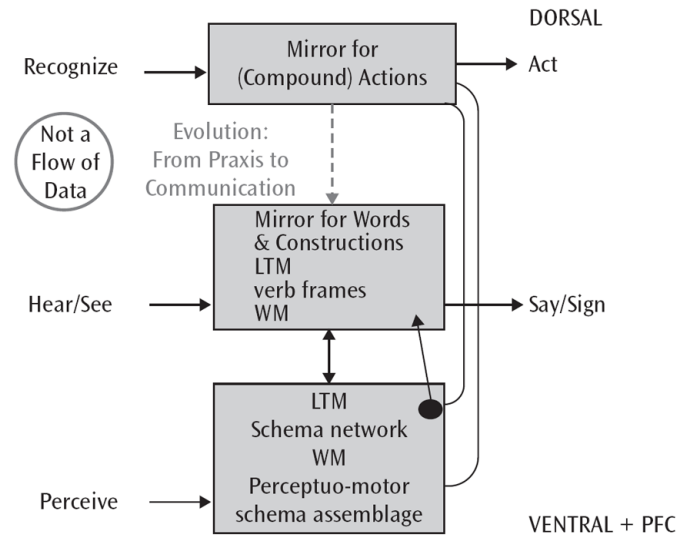 DORSAL
Mirror for
(Compound) Actions
Recognize
Act
Not a
Flow of
Data
Evolution:
From Praxis to
Communication
Mirror for Words
& Constructions
LTM
verb frames
WM
Hear/See
Say/Sign
LTM
Schema network
WM
Perceptuo-motor
schema assemblage
Perceive
VENTRAL + PFC